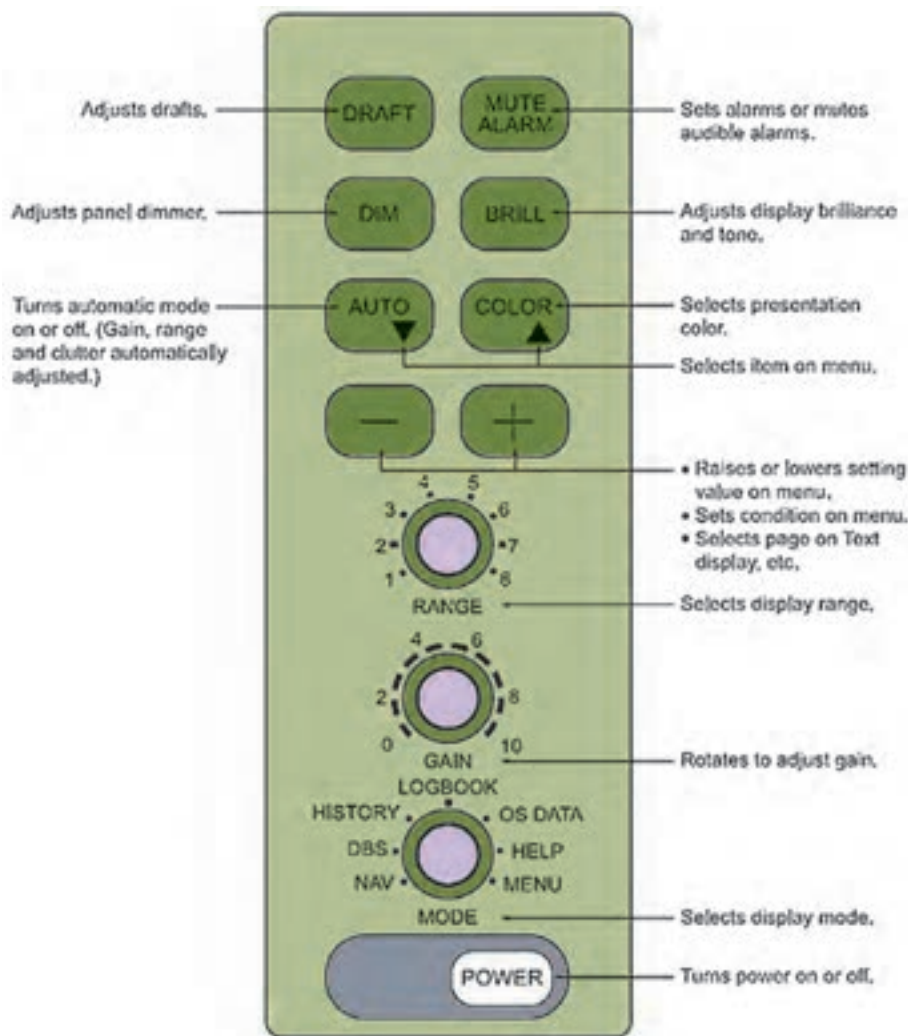 Adjusts drafts.
DRAFT
MUTE
ALARM
Sets alarms or mutes
audible alarms.
Adjusts panel dimmer.
DIM
BRILL
Adjusts display brilliance
and tone.
Turns automatic mode
on or off. (Gain, range
and clutter automatically
adjusted.)
AUTO
COLOR
Selects presentation
color.
Selects item on menu.
−
+
• Raises or lowers setting
value on menu.
• Sets condition on menu.
• Selects page on Text
display, etc.
4 5
3 6
2 7
1 8
RANGE
Selects display range.
4 6
2 8
0 10
GAIN
Rotates to adjust gain.
LOGBOOK
HISTORY OS DATA
DBS HELP
NAV MENU
MODE
Selects display mode.
POWER
Turns power on or off.